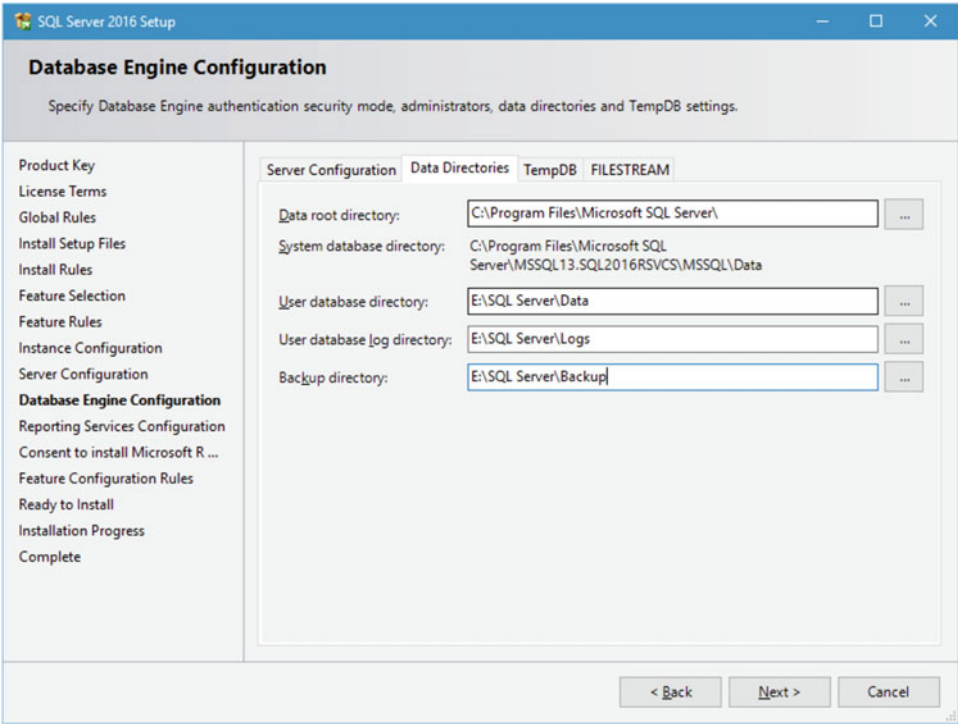 SQL Server 2016 Setup
Database Engine Configuration
Specify Database Engine authentication security mode, administrators, data directories and TempDB settings.
Product Key
License Terms
Global Rules
Install Setup Files
Install Rules
Feature Selection
Feature Rules
Instance Configuration
Server Configuration
Database Engine Configuration
Reporting Services Configuration
Consent to install Microsoft R ...
Feature Configuration Rules
Ready to Install
Installation Progress
Complete
Server Configuration Data Directories TempDB FILESTREAM
Data root directory: C:\Program Files\Microsoft SQL Server\ ...
System database directory: C:\Program Files\Microsoft SQL
Server\MSSQL13.SQL2016RSVCS\MSSQL\Data
User database directory: E:\SQL Server\Data ...
User database log directory: E:\SQL Server\Logs ...
Backup directory: E:\SQL Server\Backup ...
< Back Next > Cancel